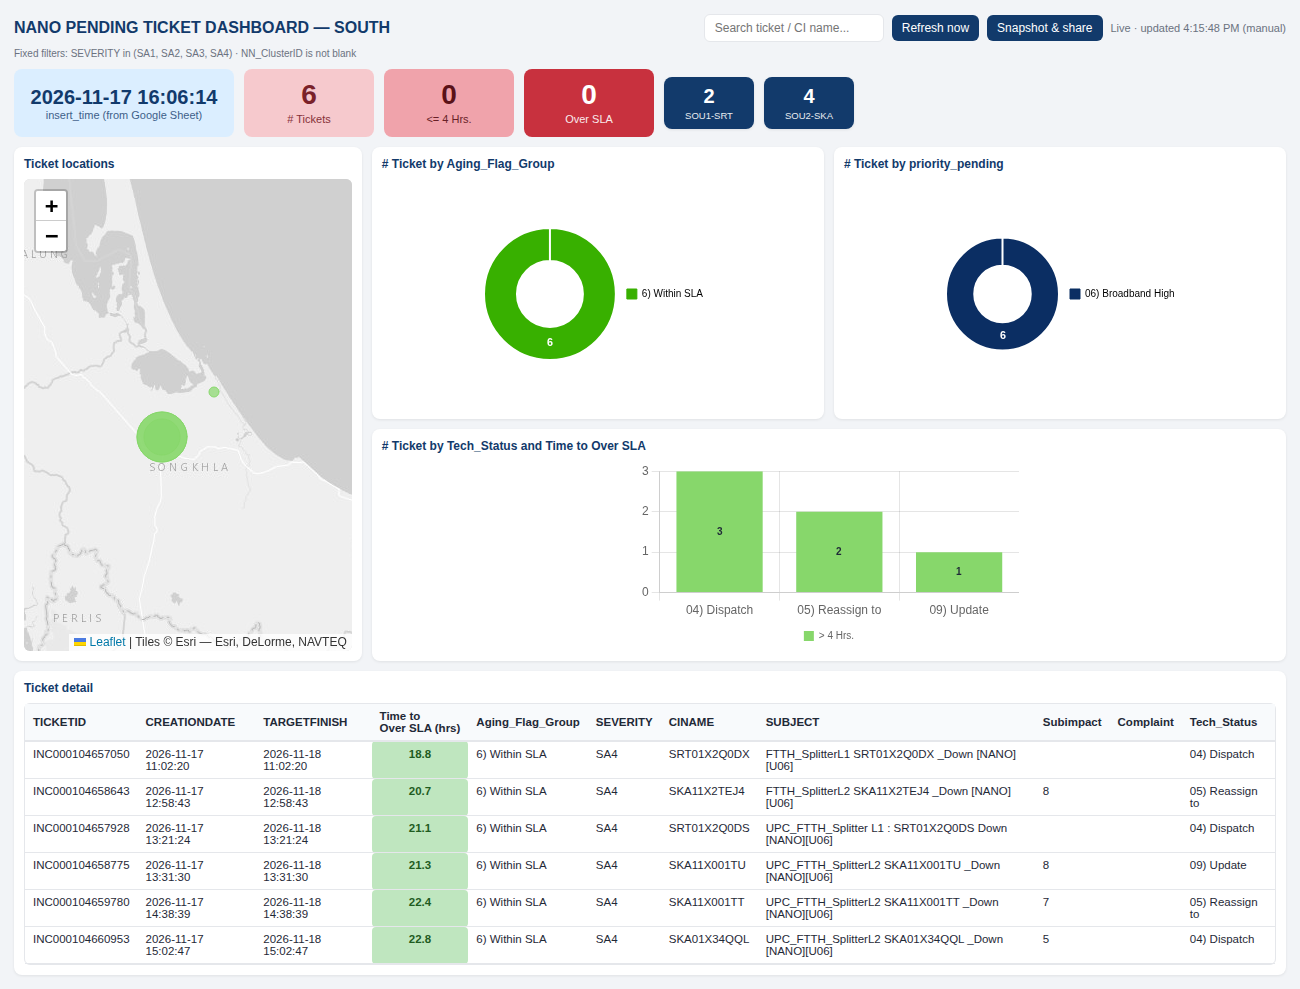 NANO PENDING TICKET DASHBOARD — SOUTH
Search ticket / CI name...
Refresh now
Snapshot & share
Live · updated 4:15:48 PM (manual)
Fixed filters: SEVERITY in (SA1, SA2, SA3, SA4) · NN_ClusterID is not blank
2026-11-17 16:06:14
insert_time (from Google Sheet)
6
# Tickets
0
<= 4 Hrs.
0
Over SLA
2
SOU1-SRT
4
SOU2-SKA
Ticket locations
+
−
ALUNG
SONGKHLA
PERLIS
Leaflet | Tiles © Esri — Esri, DeLorme, NAVTEQ
# Ticket by Aging_Flag_Group
6
6) Within SLA
# Ticket by priority_pending
6
06) Broadband High
# Ticket by Tech_Status and Time to Over SLA
3
2
1
0
3
2
1
04) Dispatch
05) Reassign to
09) Update
> 4 Hrs.
Ticket detail
TICKETID CREATIONDATE TARGETFINISH Time to Over SLA (hrs) Aging_Flag_Group SEVERITY CINAME SUBJECT Subimpact Complaint Tech_Status
INC000104657050 2026-11-17 11:02:20 2026-11-18 11:02:20 18.8 6) Within SLA SA4 SRT01X2Q0DX FTTH_SplitterL1 SRT01X2Q0DX _Down [NANO][U06] 04) Dispatch
INC000104658643 2026-11-17 12:58:43 2026-11-18 12:58:43 20.7 6) Within SLA SA4 SKA11X2TEJ4 FTTH_SplitterL2 SKA11X2TEJ4 _Down [NANO][U06] 8 05) Reassign to
INC000104657928 2026-11-17 13:21:24 2026-11-18 13:21:24 21.1 6) Within SLA SA4 SRT01X2Q0DS UPC_FTTH_Splitter L1 : SRT01X2Q0DS Down [NANO][U06] 04) Dispatch
INC000104658775 2026-11-17 13:31:30 2026-11-18 13:31:30 21.3 6) Within SLA SA4 SKA11X001TU UPC_FTTH_SplitterL2 SKA11X001TU _Down [NANO][U06] 8 09) Update
INC000104659780 2026-11-17 14:38:39 2026-11-18 14:38:39 22.4 6) Within SLA SA4 SKA11X001TT UPC_FTTH_SplitterL2 SKA11X001TT _Down [NANO][U06] 7 05) Reassign to
INC000104660953 2026-11-17 15:02:47 2026-11-18 15:02:47 22.8 6) Within SLA SA4 SKA01X34QQL UPC_FTTH_SplitterL2 SKA01X34QQL _Down [NANO][U06] 5 04) Dispatch